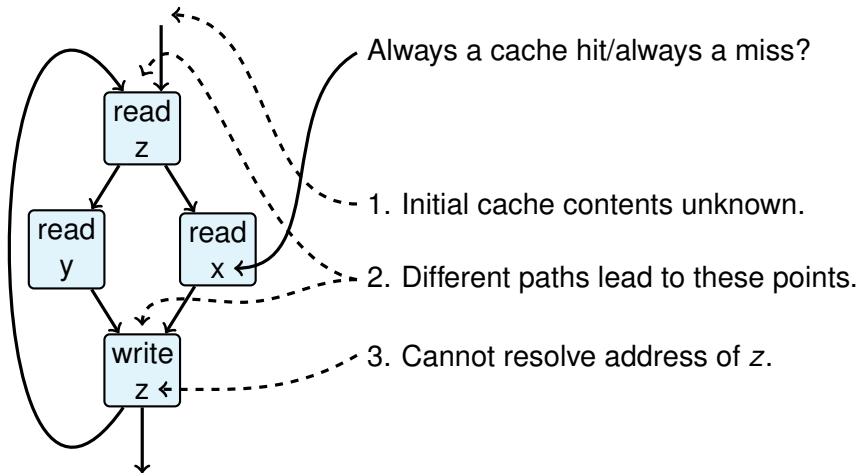 Always a cache hit/always a miss?
read
z
1. Initial cache contents unknown.
read
y
read
x
2. Different paths lead to these points.
write
z
3. Cannot resolve address of z.